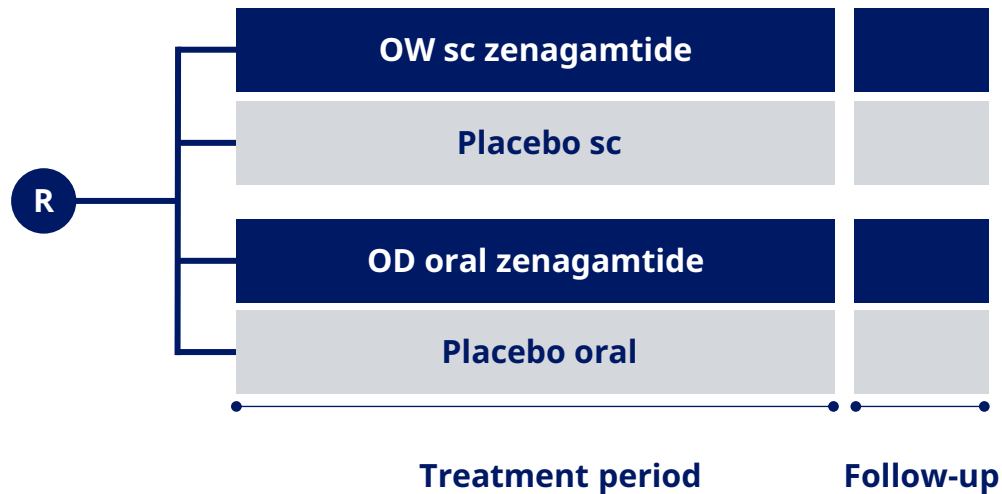 OW sc zenagamtide
Placebo sc
R
OD oral zenagamtide
Placebo oral
Treatment period
Follow-up